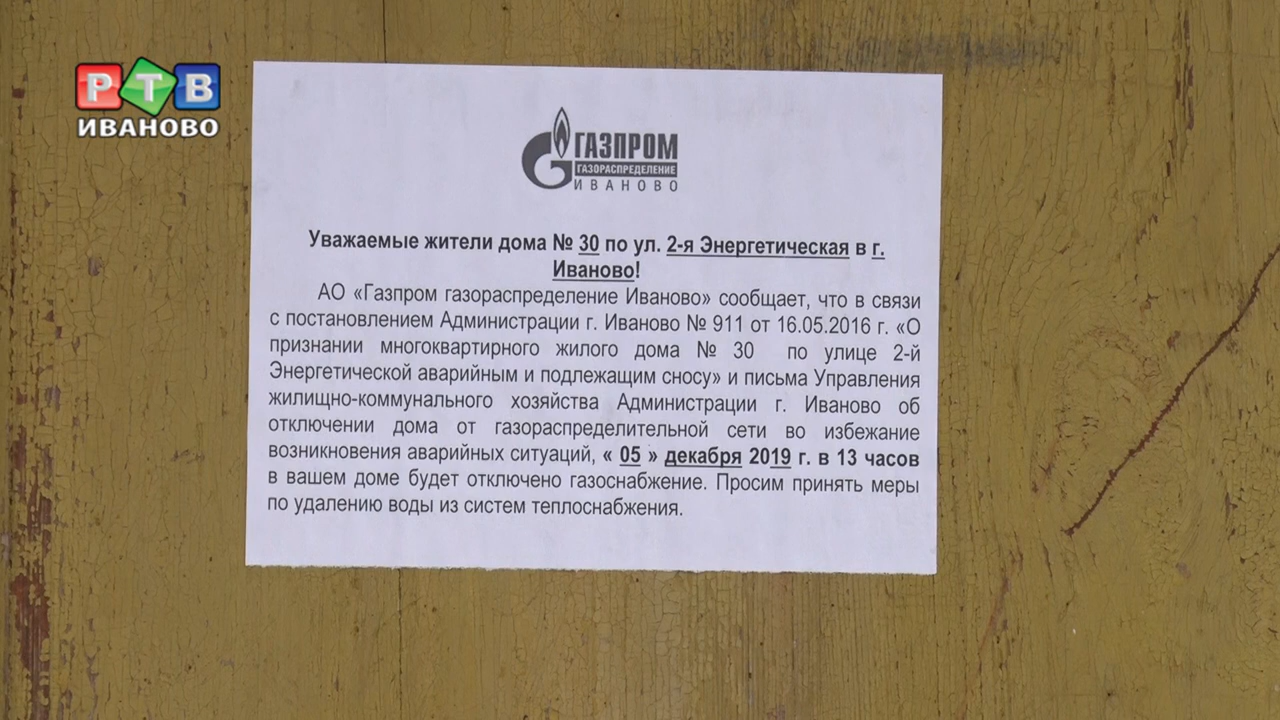 РТВ
ИВАНОВО
ГАЗПРОМ
ГАЗОРАСПРЕДЕЛЕНИЕ
ИВАНОВО
Уважаемые жители дома № 30 по ул. 2-я Энергетическая в г.
Иваново!
АО «Газпром газораспределение Иваново» сообщает, что в связи
с постановлением Администрации г. Иваново № 911 от 16.05.2016 г. «О
признании многоквартирного жилого дома № 30 по улице 2-й
Энергетической аварийным и подлежащим сносу» и письма Управления
жилищно-коммунального хозяйства Администрации г. Иваново об
отключении дома от газораспределительной сети во избежание
возникновения аварийных ситуаций, « 05 » декабря 2019 г. в 13 часов
в вашем доме будет отключено газоснабжение. Просим принять меры
по удалению воды из систем теплоснабжения.